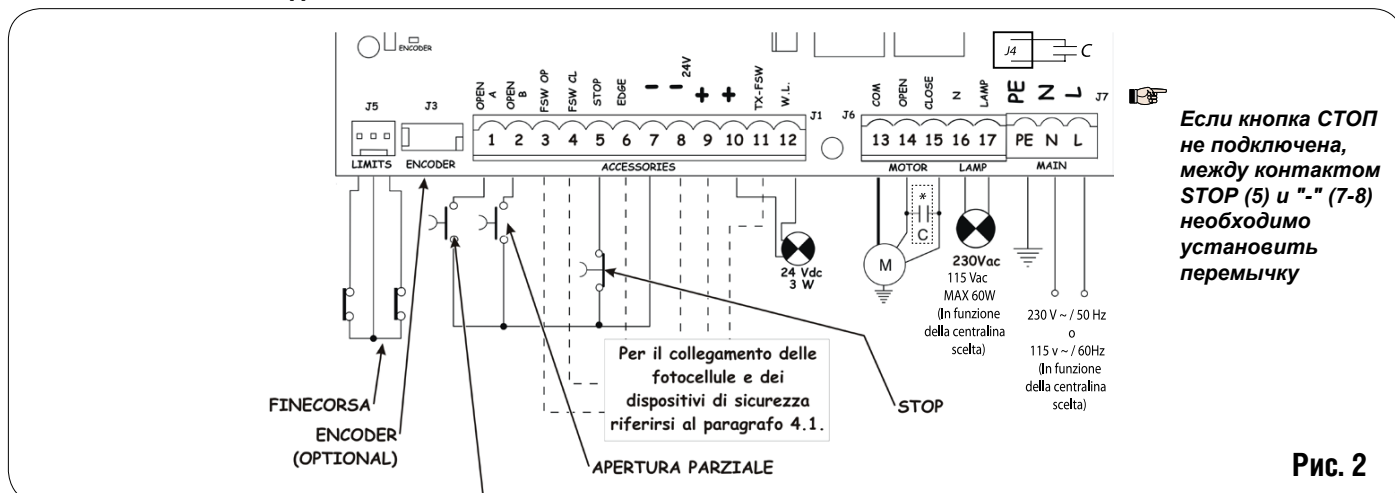 ENCODER
J4
C
OPEN A
OPEN B
FSW OP
FSW CL
STOP
EDGE
-
-
24V
+
+
TX-FSW
W.L.
J1
J6
COM
OPEN
CLOSE
N
LAMP
PE
N
L
J7
J5
J3
1 2 3 4 5 6 7 8 9 10 11 12
13 14 15 16 17
PE N L
LIMITS
ENCODER
ACCESSORIES
MOTOR
LAMP
MAIN
Если кнопка СТОП
не подключена,
между контактом
STOP (5) и "-" (7-8)
необходимо
установить
перемычку
*
C
M
24 Vdc
3 W
230Vac
115 Vac
MAX 60W
(In funzione
della centralina
scelta)
230 V ~ / 50 Hz
o
115 v ~ / 60Hz
(In funzione
della centralina
scelta)
Per il collegamento delle
fotocellule e dei
dispositivi di sicurezza
riferirsi al paragrafo 4.1.
FINECORSA
ENCODER
(OPTIONAL)
APERTURA PARZIALE
STOP
Рис. 2